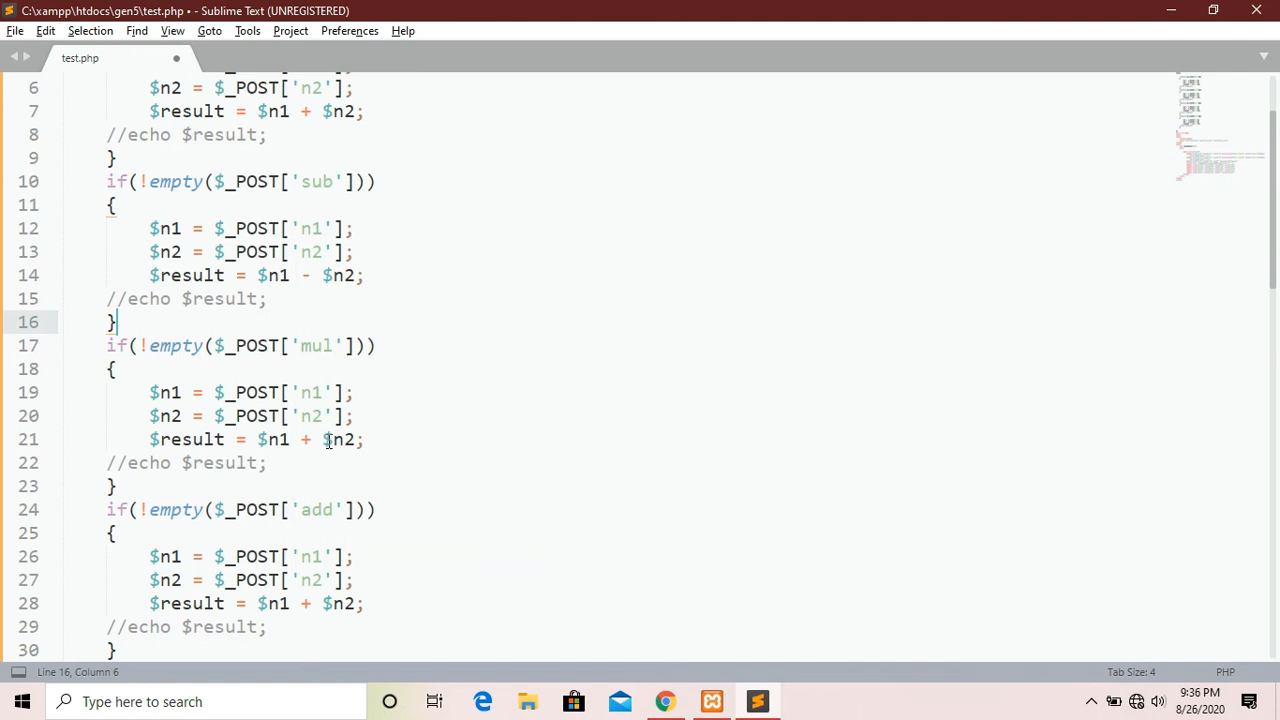 C:\xampp\htdocs\gen5\test.php • - Sublime Text (UNREGISTERED)
File Edit Selection Find View Goto Tools Project Preferences Help
test.php
6 $n2 = $_POST['n2'];
7 $result = $n1 + $n2;
8 //echo $result;
9 }
10 if(!empty($_POST['sub']))
11 {
12 $n1 = $_POST['n1'];
13 $n2 = $_POST['n2'];
14 $result = $n1 - $n2;
15 //echo $result;
16 }
17 if(!empty($_POST['mul']))
18 {
19 $n1 = $_POST['n1'];
20 $n2 = $_POST['n2'];
21 $result = $n1 + $n2;
22 //echo $result;
23 }
24 if(!empty($_POST['add']))
25 {
26 $n1 = $_POST['n1'];
27 $n2 = $_POST['n2'];
28 $result = $n1 + $n2;
29 //echo $result;
30 }
Line 16, Column 6 Tab Size: 4 PHP
Type here to search
9:36 PM
8/26/2020